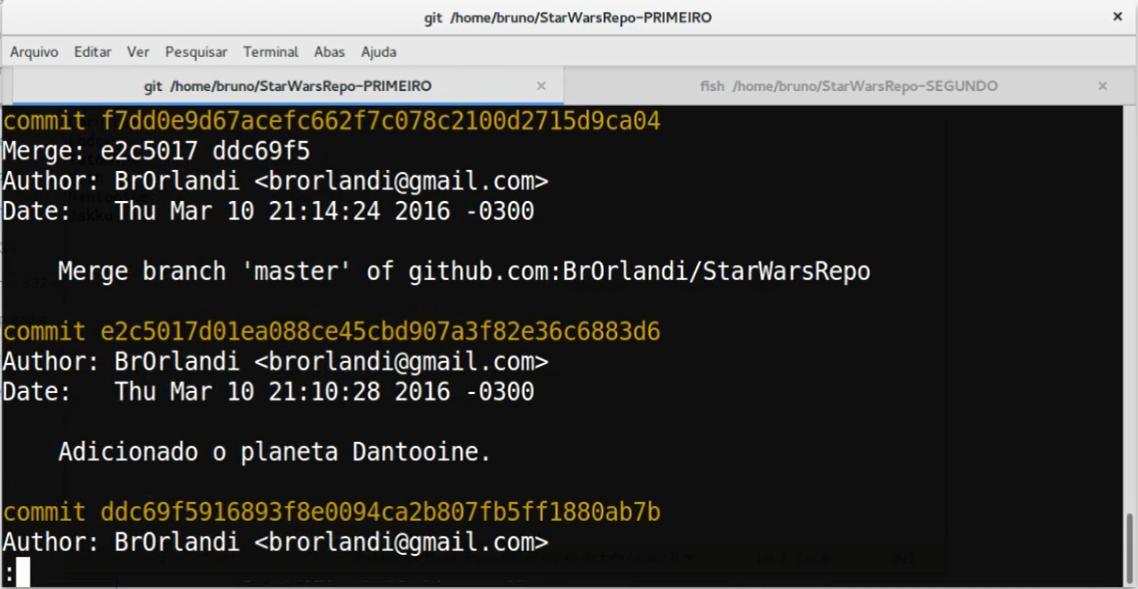 git /home/bruno/StarWarsRepo-PRIMEIRO
Arquivo Editar Ver Pesquisar Terminal Abas Ajuda
git /home/bruno/StarWarsRepo-PRIMEIRO
fish /home/bruno/StarWarsRepo-SEGUNDO
commit f7dd0e9d67acefc662f7c078c2100d2715d9ca04
Merge: e2c5017 ddc69f5
Author: BrOrlandi <brorlandi@gmail.com>
Date:   Thu Mar 10 21:14:24 2016 -0300
Merge branch 'master' of github.com:BrOrlandi/StarWarsRepo
commit e2c5017d01ea088ce45cbd907a3f82e36c6883d6
Author: BrOrlandi <brorlandi@gmail.com>
Date:   Thu Mar 10 21:10:28 2016 -0300
Adicionado o planeta Dantooine.
commit ddc69f5916893f8e0094ca2b807fb5ff1880ab7b
Author: BrOrlandi <brorlandi@gmail.com>
: